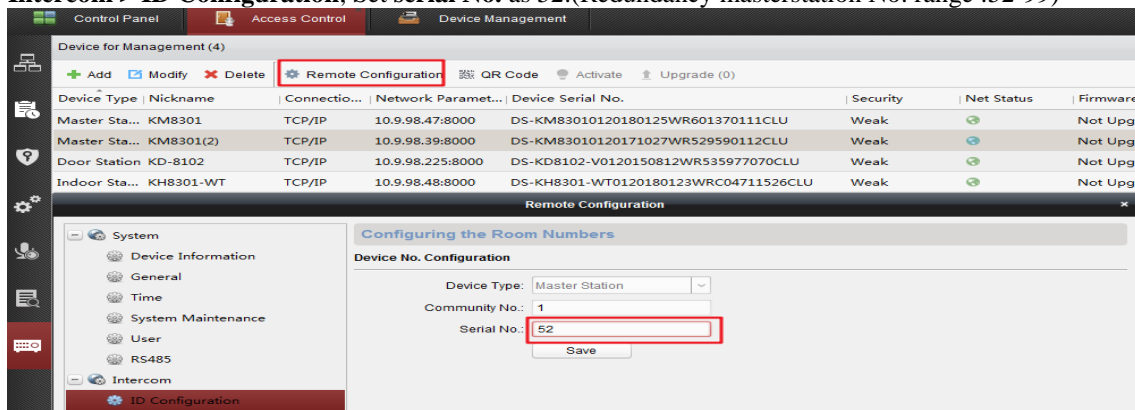 Intercom > ID Configuration, Set serial No. as 52.(Redundancy masterstation No. range :52-99)
Control Panel Access Control Device Management
Device for Management (4)
Add Modify Delete Remote Configuration QR Code Activate Upgrade (0)
Device Type Nickname Connectio... Network Paramet... Device Serial No. Security Net Status Firmware
Master Sta... KM8301 TCP/IP 10.9.98.47:8000 DS-KM83010120180125WR601370111CLU Weak Not Upg
Master Sta... KM8301(2) TCP/IP 10.9.98.39:8000 DS-KM83010120171027WR529590112CLU Weak Not Upg
Door Station KD-8102 TCP/IP 10.9.98.225:8000 DS-KD8102-V0120150812WR535977070CLU Weak Not Upg
Indoor Sta... KH8301-WT TCP/IP 10.9.98.48:8000 DS-KH8301-WT0120180123WRC04711526CLU Weak Not Upg
Remote Configuration
System
Device Information
General
Time
System Maintenance
User
RS485
Intercom
ID Configuration
Configuring the Room Numbers
Device No. Configuration
Device Type: Master Station
Community No.: 1
Serial No.: 52
Save